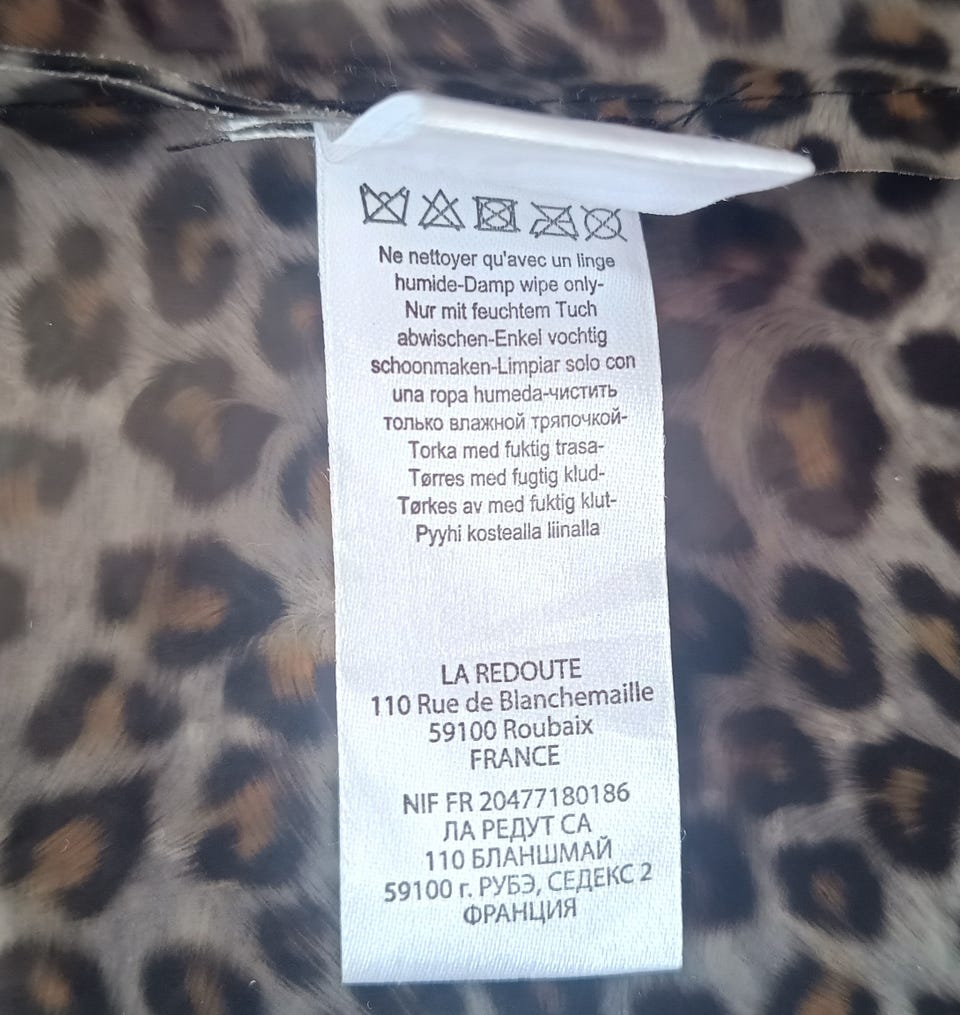 Ne nettoyer qu'avec un linge
humide-Damp wipe only-
Nur mit feuchtem Tuch
abwischen-Enkel vochtig
schoonmaken-Limpiar solo con
una ropa humeda-чистить
только влажной тряпочкой-
Torka med fuktig trasa-
Tørres med fugtig klud-
Tørkes av med fuktig klut-
Pyyhi kostealla liinalla
LA REDOUTE
110 Rue de Blanchemaille
59100 Roubaix
FRANCE
NIF FR 20477180186
ЛА РЕДУТ СА
110 БЛАНШМАЙ
59100 г. РУБЭ, СЕДЕКС 2
ФРАНЦИЯ